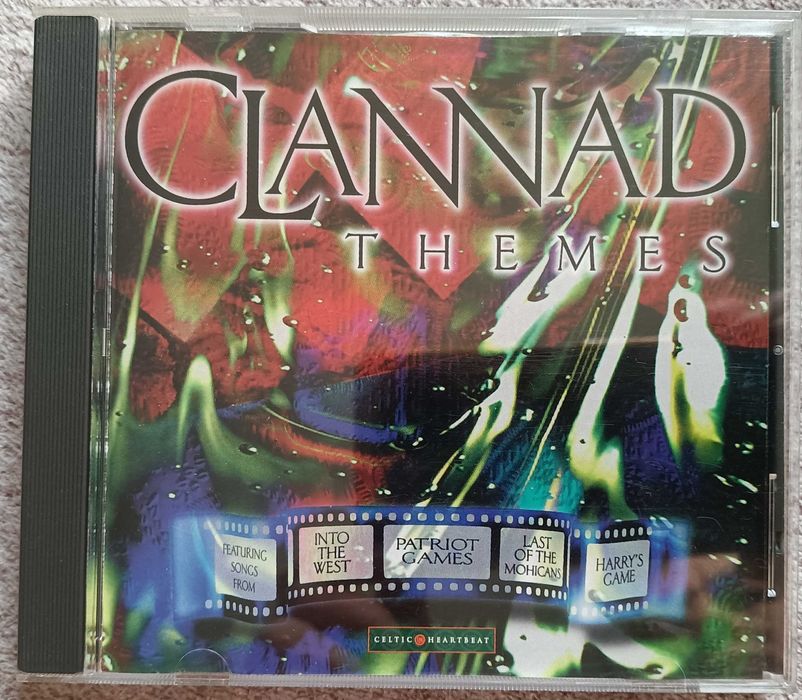 CLANNAD
THEMES
FEATURING
SONGS
FROM
INTO
THE
WEST
PATRIOT
GAMES
LAST
OF THE
MOHICANS
HARRY'S
GAME
CELTIC HEARTBEAT